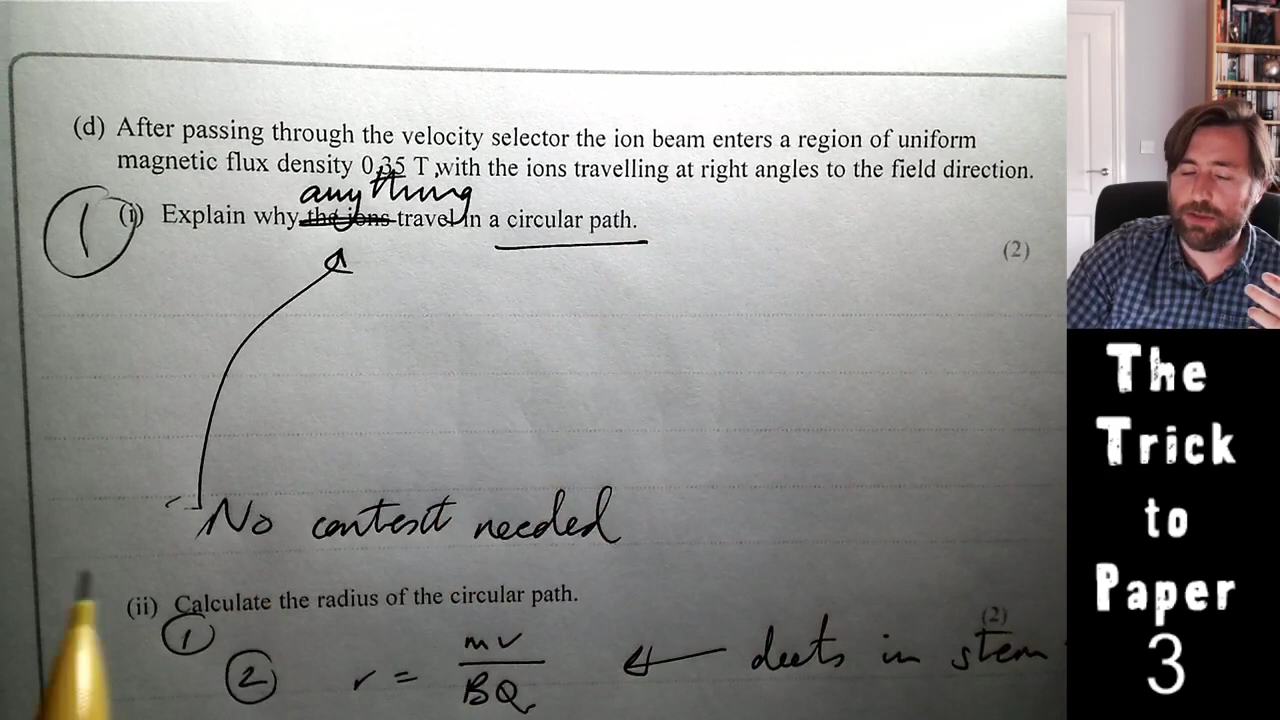 (d) After passing through the velocity selector the ion beam enters a region of uniform
magnetic flux density 0.35 T with the ions travelling at right angles to the field direction.
anything
1 (i) Explain why the ions travel in a circular path.
(2)
No context needed
(ii) Calculate the radius of the circular path.
(2)
1
2 r = mv / BQ ← deets in stem
The
Trick
to
Paper
3